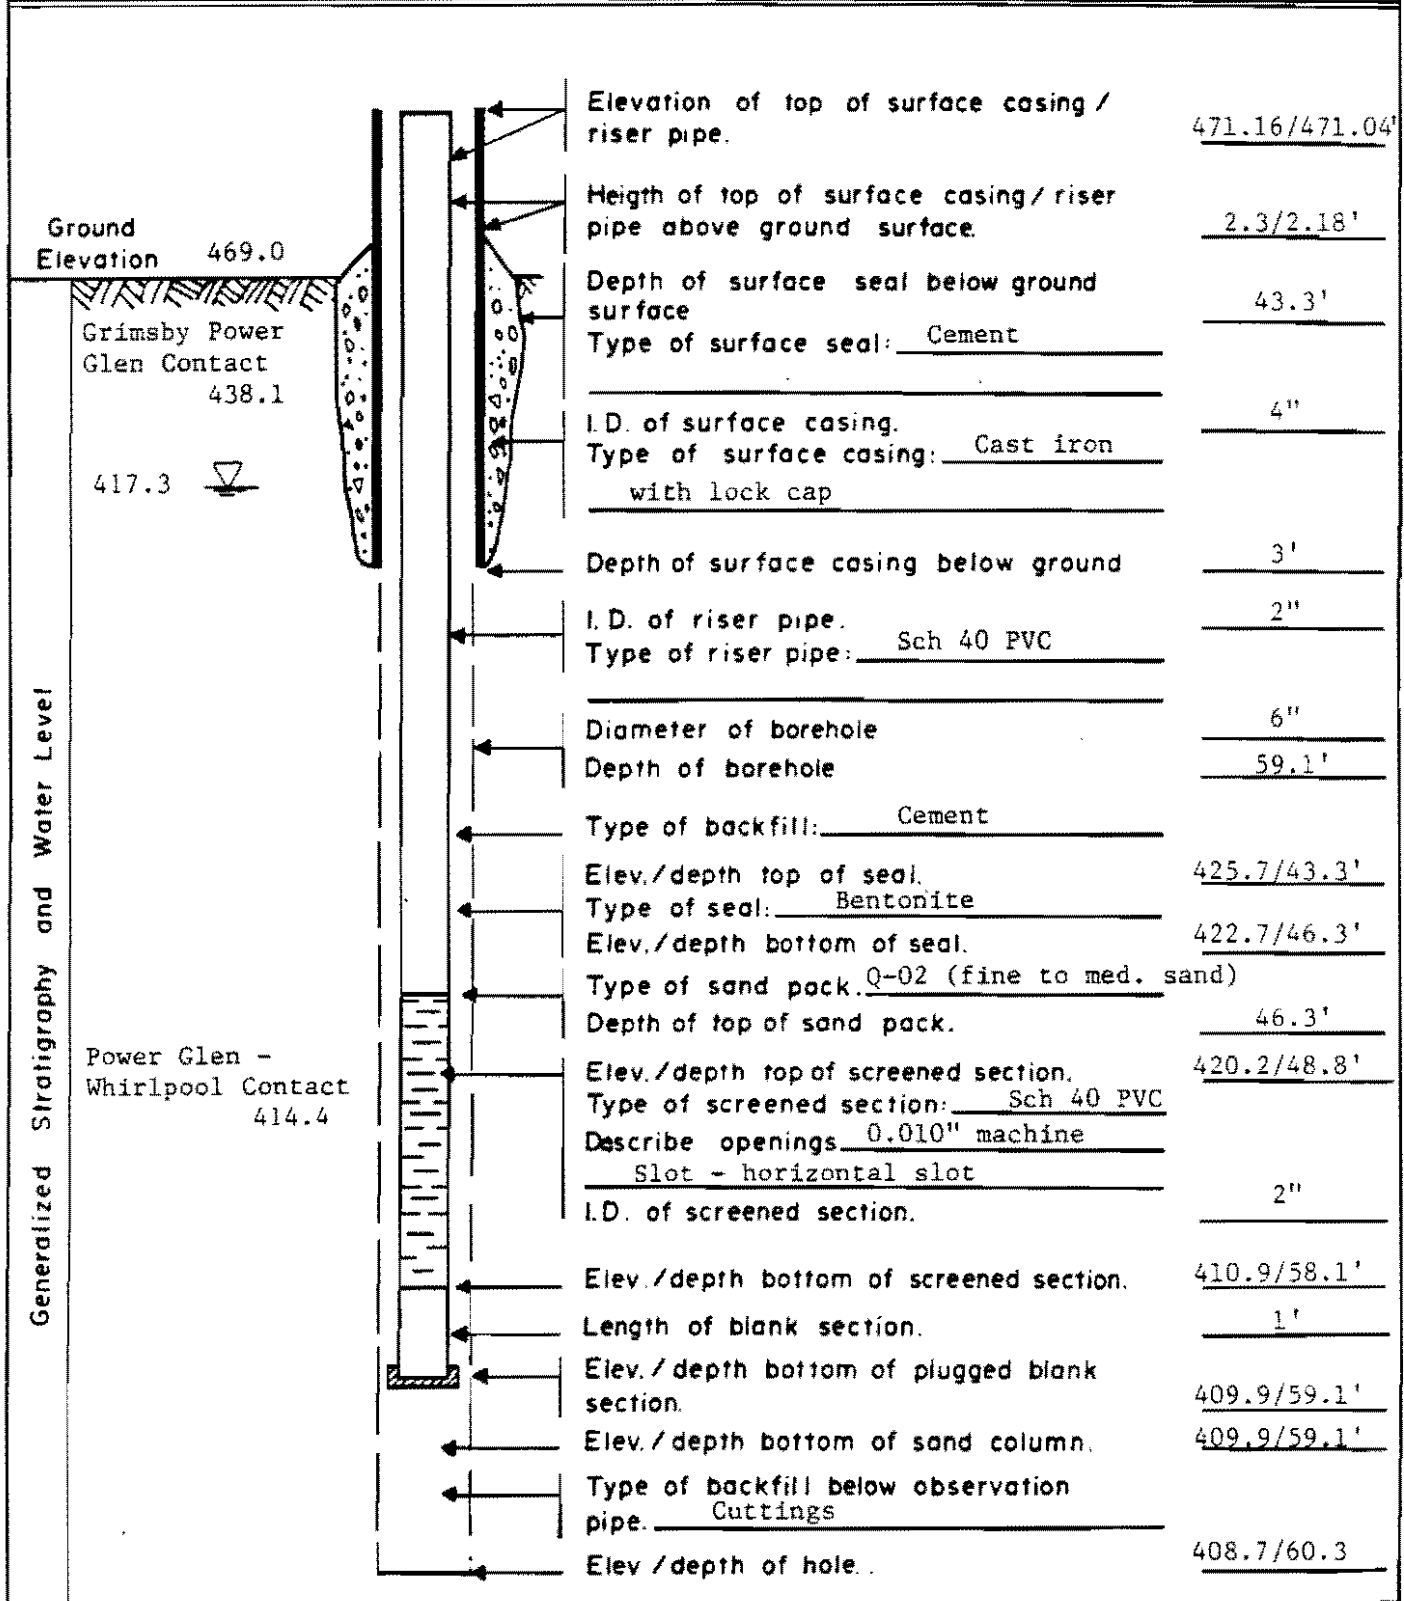 Elevation of top of surface casing /
riser pipe. 471.16/471.04'
Heigth of top of surface casing / riser
pipe above ground surface. 2.3/2.18'
Ground
Elevation 469.0
Depth of surface seal below ground
surface 43.3'
Type of surface seal: Cement
Grimsby Power
Glen Contact
438.1
I.D. of surface casing. 4"
Type of surface casing: Cast iron
with lock cap
417.3
Depth of surface casing below ground 3'
I.D. of riser pipe. 2"
Type of riser pipe: Sch 40 PVC
Diameter of borehole 6"
Depth of borehole 59.1'
Type of backfill: Cement
Elev./depth top of seal. 425.7/43.3'
Type of seal: Bentonite
Elev./depth bottom of seal. 422.7/46.3'
Type of sand pack. Q-02 (fine to med. sand)
Depth of top of sand pack. 46.3'
Generalized Stratigraphy and Water Level
Power Glen -
Whirlpool Contact
414.4
Elev./depth top of screened section. 420.2/48.8'
Type of screened section: Sch 40 PVC
Describe openings 0.010" machine
Slot - horizontal slot
I.D. of screened section. 2"
Elev./depth bottom of screened section. 410.9/58.1'
Length of blank section. 1'
Elev./depth bottom of plugged blank
section. 409.9/59.1'
Elev./depth bottom of sand column. 409.9/59.1'
Type of backfill below observation
pipe. Cuttings
Elev/depth of hole.. 408.7/60.3